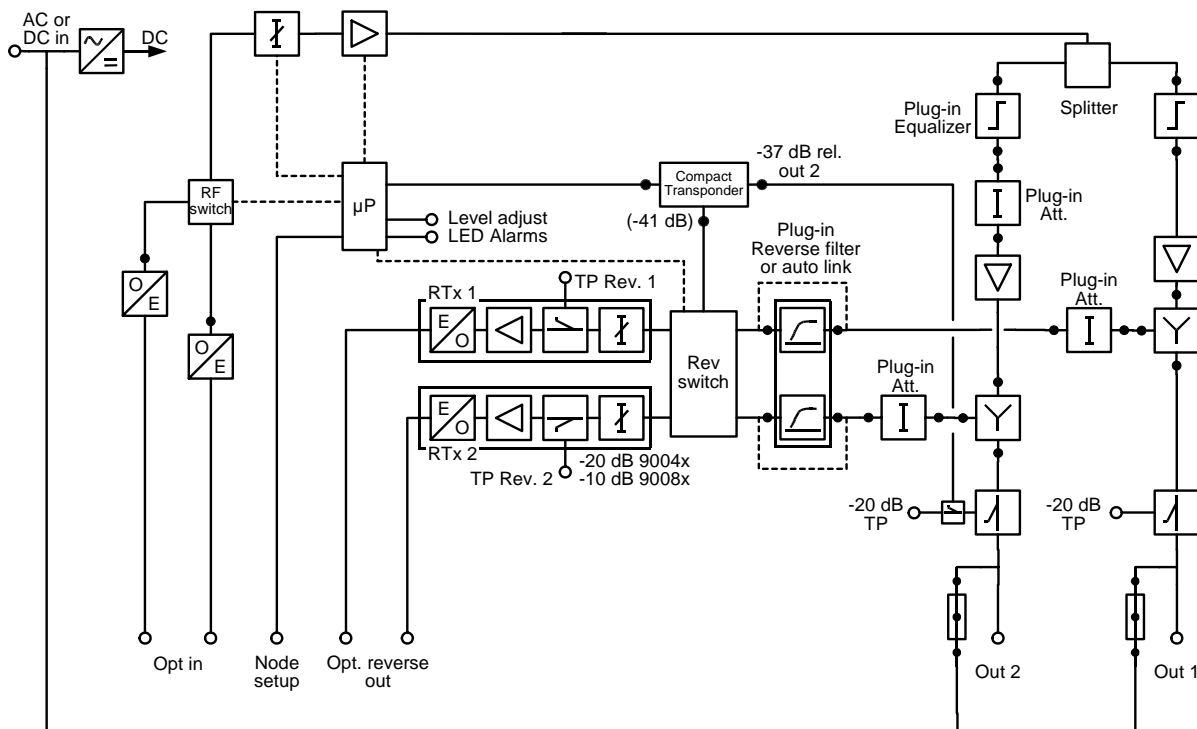 AC or
DC in
DC
Splitter
Plug-in
Equalizer
-37 dB rel.
out 2
Compact
Transponder
RF
switch
µP
Plug-in
Att.
Level adjust
LED Alarms
(-41 dB)
Plug-in
Reverse filter
or auto link
O
E
TP Rev. 1
RTx 1
E
O
Plug-in
Att.
O
E
Rev
switch
Plug-in
Att.
E
O
RTx 2
TP Rev. 2
-20 dB 9004x
-10 dB 9008x
-20 dB
TP
-20 dB
TP
Opt in
Node
setup
Opt. reverse
out
Out 2
Out 1